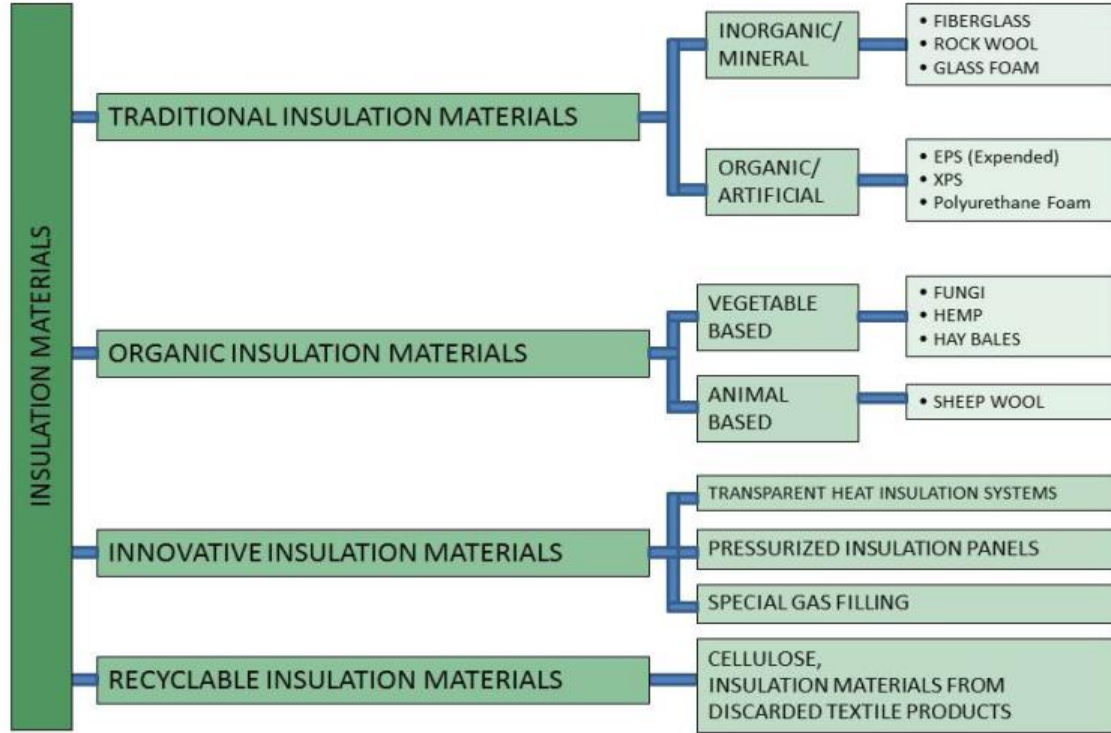 INSULATION MATERIALS
TRADITIONAL INSULATION MATERIALS
INORGANIC/
MINERAL
• FIBERGLASS
• ROCK WOOL
• GLASS FOAM
ORGANIC/
ARTIFICIAL
• EPS (Expended)
• XPS
• Polyurethane Foam
ORGANIC INSULATION MATERIALS
VEGETABLE
BASED
• FUNGI
• HEMP
• HAY BALES
ANIMAL
BASED
• SHEEP WOOL
INNOVATIVE INSULATION MATERIALS
TRANSPARENT HEAT INSULATION SYSTEMS
PRESSURIZED INSULATION PANELS
SPECIAL GAS FILLING
RECYCLABLE INSULATION MATERIALS
CELLULOSE,
INSULATION MATERIALS FROM
DISCARDED TEXTILE PRODUCTS